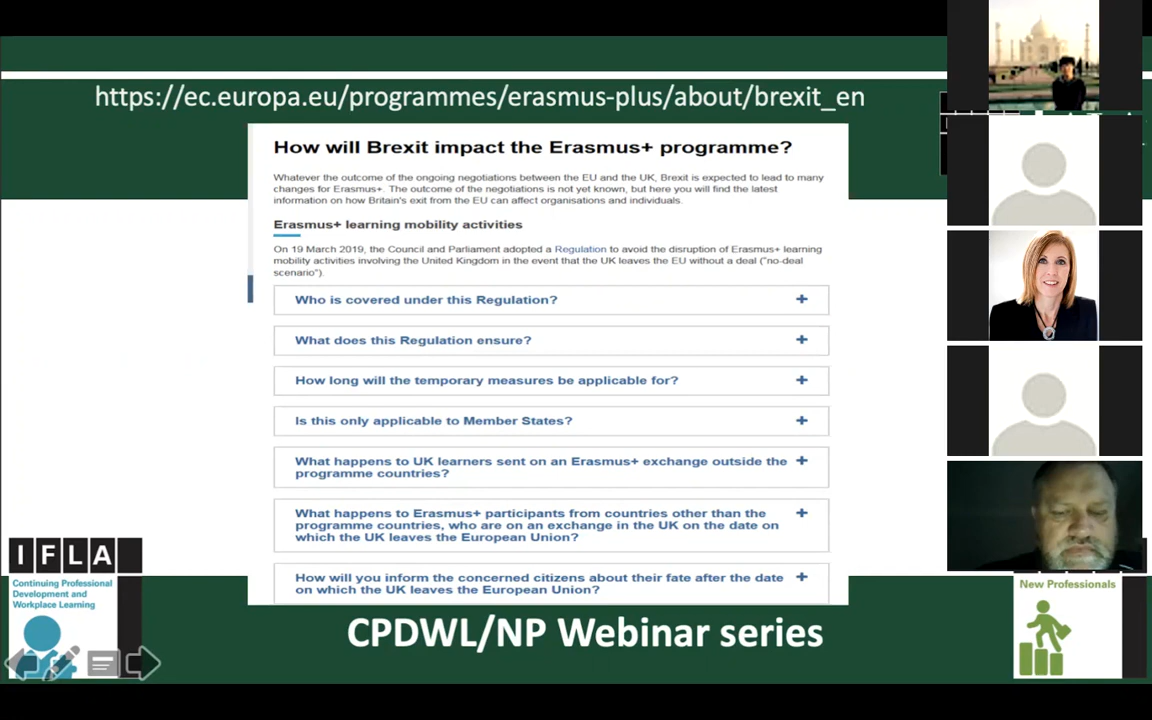 https://ec.europa.eu/programmes/erasmus-plus/about/brexit_en
How will Brexit impact the Erasmus+ programme?
Whatever the outcome of the ongoing negotiations between the EU and the UK, Brexit is expected to lead to many
changes for Erasmus+. The outcome of the negotiations is not yet known, but here you will find the latest
information on how Britain's exit from the EU can affect organisations and individuals.
Erasmus+ learning mobility activities
On 19 March 2019, the Council and Parliament adopted a Regulation to avoid the disruption of Erasmus+ learning
mobility activities involving the United Kingdom in the event that the UK leaves the EU without a deal ("no-deal
scenario").
Who is covered under this Regulation? +
What does this Regulation ensure? +
How long will the temporary measures be applicable for? +
Is this only applicable to Member States? +
What happens to UK learners sent on an Erasmus+ exchange outside the +
programme countries?
What happens to Erasmus+ participants from countries other than the +
programme countries, who are on an exchange in the UK on the date on
which the UK leaves the European Union?
How will you inform the concerned citizens about their fate after the date +
on which the UK leaves the European Union?
IFLA
Continuing Professional
Development and
Workplace Learning
CPDWL/NP Webinar series
New Professionals